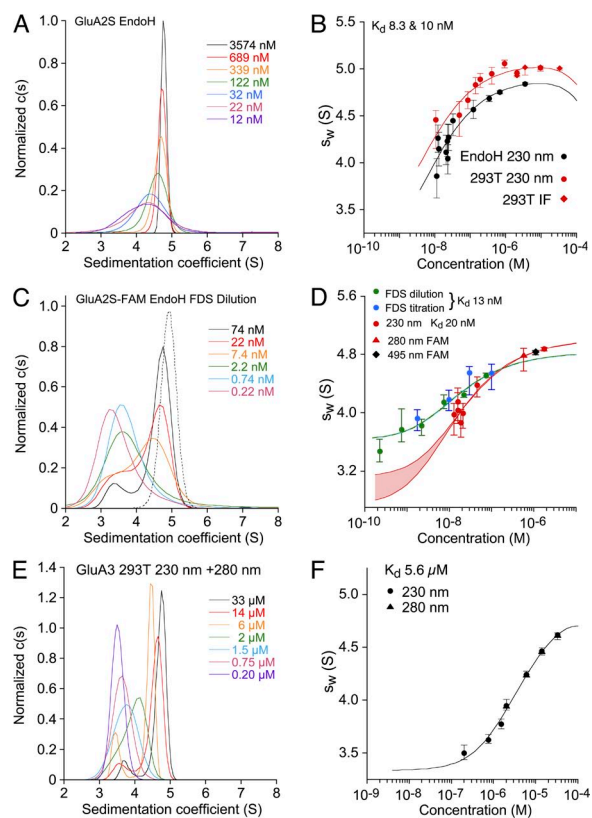 A
GluA2S EndoH
3574 nM
689 nM
339 nM
122 nM
32 nM
22 nM
12 nM
Normalized c(s)
1.0
0.8
0.6
0.4
0.2
0
2 3 4 5 6 7 8
Sedimentation coefficient (S)
B
Kd 8.3 & 10 nM
EndoH 230 nm
293T 230 nm
293T IF
sw (S)
5.5
5.0
4.5
4.0
3.5
10-10 10-8 10-6 10-4
Concentration (M)
C
GluA2S-FAM EndoH FDS Dilution
74 nM
22 nM
7.4 nM
2.2 nM
0.74 nM
0.22 nM
Normalized c(s)
1.0
0.8
0.6
0.4
0.2
0
2 3 4 5 6 7 8
Sedimentation coefficient (S)
D
FDS dilution
FDS titration
} Kd 13 nM
230 nm Kd 20 nM
280 nm FAM
495 nm FAM
sw (S)
5.6
4.8
4.0
3.2
10-10 10-8 10-6
Concentration (M)
E
GluA3 293T 230 nm +280 nm
33 µM
14 µM
6 µM
2 µM
1.5 µM
0.75 µM
0.20 µM
Normalized c(s)
1.4
1.2
1.0
0.8
0.6
0.4
0.2
0
2 3 4 5 6 7 8
Sedimentation coefficient (S)
F
Kd 5.6 µM
230 nm
280 nm
sw (S)
5.0
4.5
4.0
3.5
10-9 10-8 10-7 10-6 10-5 10-4
Concentration (M)